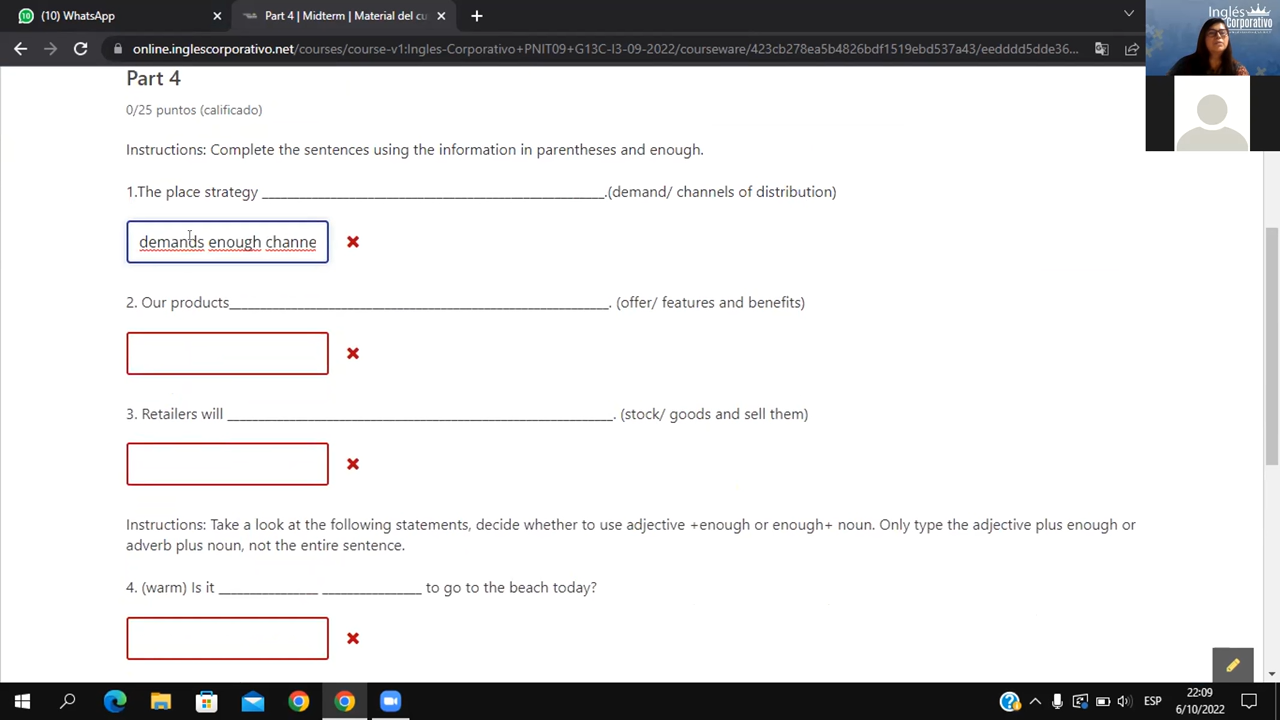 (10) WhatsApp
Part 4 | Midterm | Material del cu
Inglés
Corporativo
online.inglescorporativo.net/courses/course-v1:Ingles-Corporativo+PNIT09+G13C-I3-09-2022/courseware/423cb278ea5b4826bdf1519ebd537a43/eedddd5dde36...
Part 4
0/25 puntos (calificado)
Instructions: Complete the sentences using the information in parentheses and enough.
1.The place strategy ______________________________________________.(demand/ channels of distribution)
demands enough channe
2. Our products______________________________________________. (offer/ features and benefits)
3. Retailers will ______________________________________________. (stock/ goods and sell them)
Instructions: Take a look at the following statements, decide whether to use adjective +enough or enough+ noun. Only type the adjective plus enough or
adverb plus noun, not the entire sentence.
4. (warm) Is it ________________ ________________ to go to the beach today?
ESP
22:09
6/10/2022